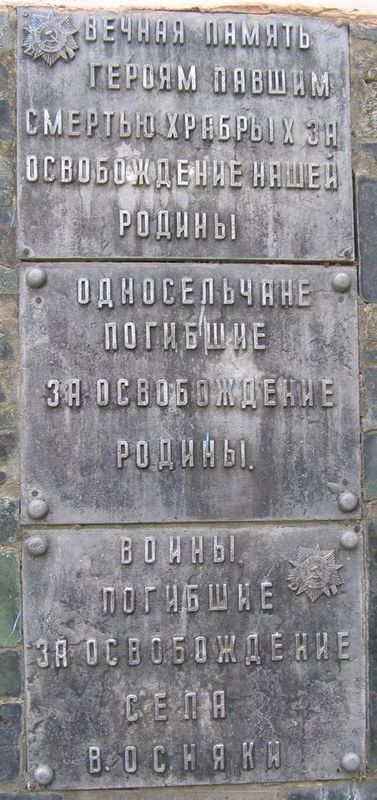 ВЕЧНАЯ ПАМЯТЬ
ГЕРОЯМ ПАВШИМ
СМЕРТЬЮ ХРАБРЫХ ЗА
ОСВОБОЖДЕНИЕ НАШЕЙ
РОДИНЫ
ОДНОСЕЛЬЧАНЕ
ПОГИБШИЕ
ЗА ОСВОБОЖДЕНИЕ
РОДИНЫ.
ВОИНЫ,
ПОГИБШИЕ
ЗА ОСВОБОЖДЕНИЕ
СЕЛА
В. ОСНЯКИ